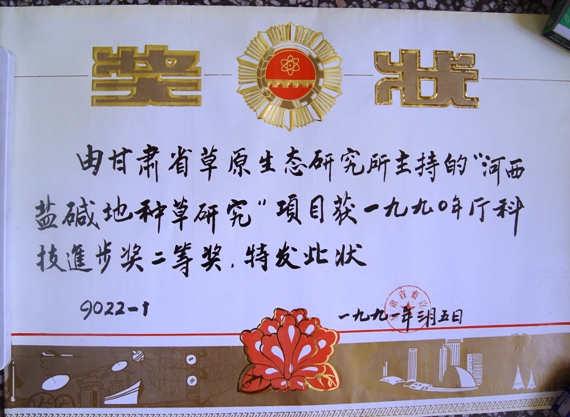 奖状
由甘肃省草原生态研究所主持的“河西
盐碱地种草研究”项目获一九九〇年厅科
技進步奖二等奖，特发此状
9022-1
一九九一年三月五日